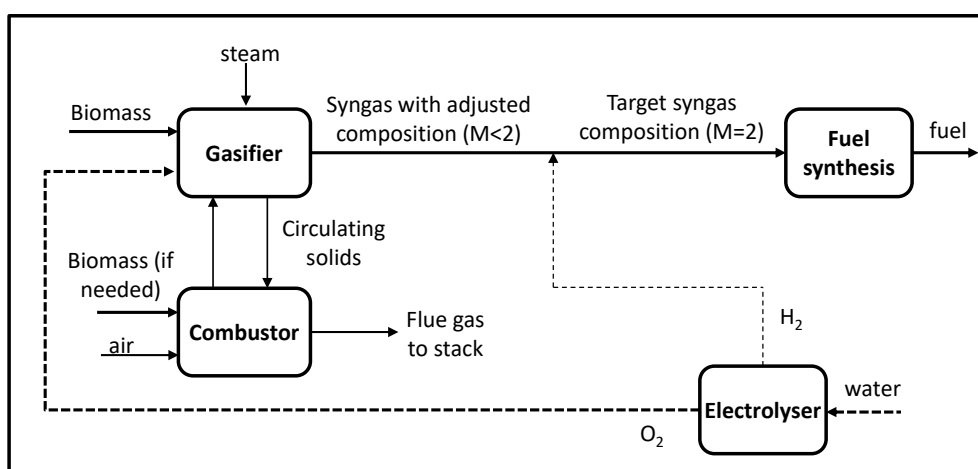 steam
Biomass
Syngas with adjusted
composition (M<2)
Target syngas
composition (M=2)
Gasifier
Fuel
synthesis
fuel
Circulating
solids
Biomass (if
needed)
Combustor
air
Flue gas
to stack
H₂
water
Electrolyser
O₂